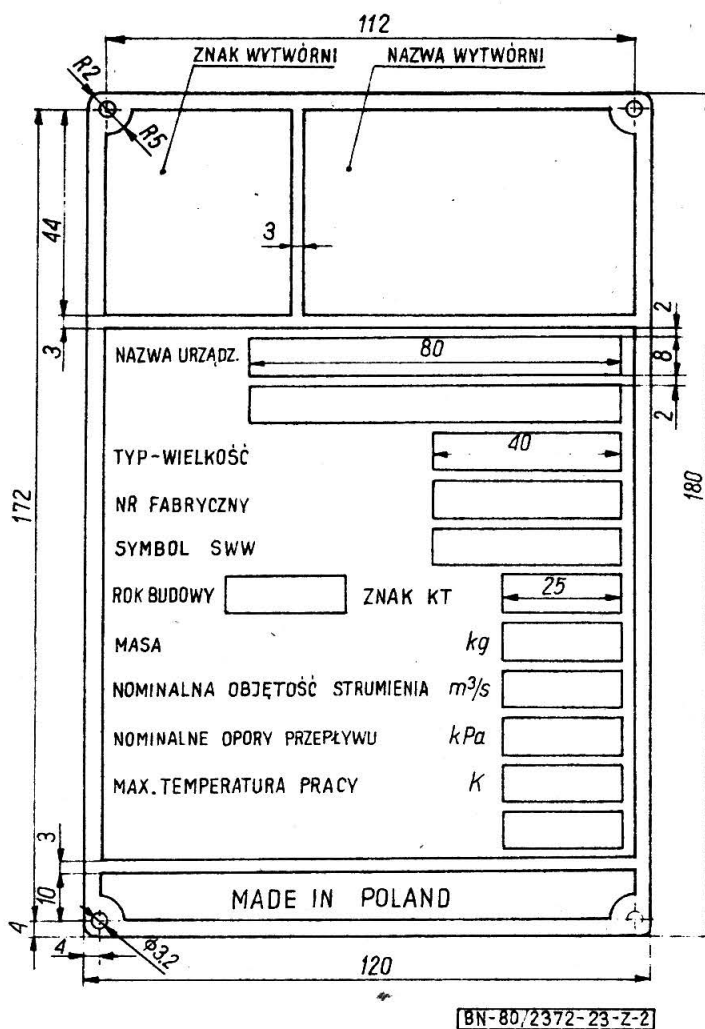 112
ZNAK WYTWÓRNI NAZWA WYTWÓRNI
R2
R5
44
3
3
2
NAZWA URZĄDZ. 80
8
2
TYP-WIELKOŚĆ 40
172
180
NR FABRYCZNY
SYMBOL SWW
ROK BUDOWY ZNAK KT 25
MASA kg
NOMINALNA OBJĘTOŚĆ STRUMIENIA m³/s
NOMINALNE OPORY PRZEPŁYWU kPa
MAX. TEMPERATURA PRACY K
3
10
MADE IN POLAND
4
4
φ3,2
120
BN-80/2372-23-Z-2